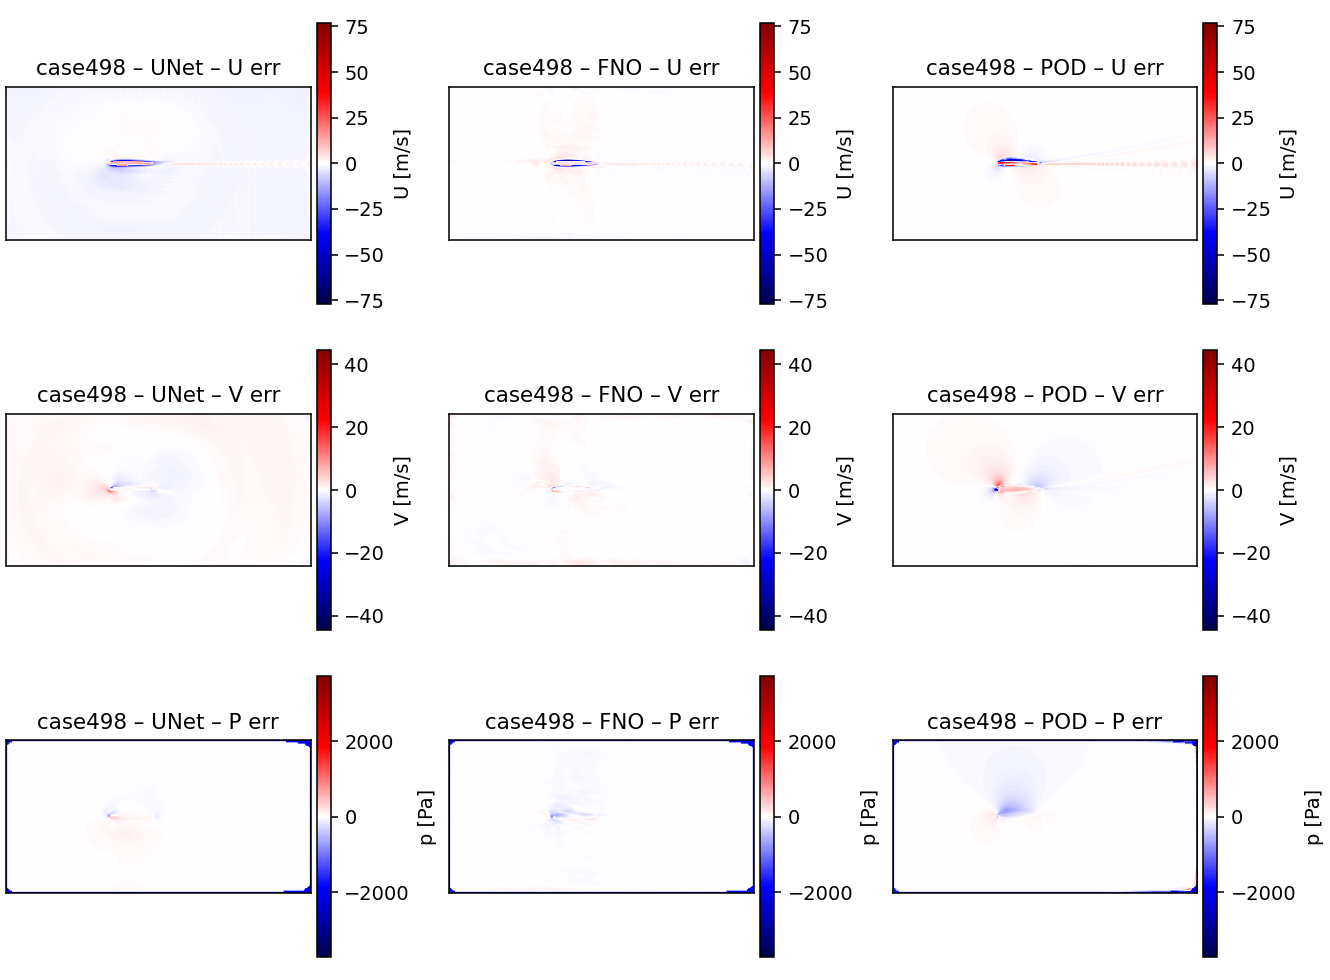 case498 – UNet – U err
75
50
25
0
−25
−50
−75
U [m/s]
case498 – FNO – U err
75
50
25
0
−25
−50
−75
U [m/s]
case498 – POD – U err
75
50
25
0
−25
−50
−75
U [m/s]
case498 – UNet – V err
40
20
0
−20
−40
V [m/s]
case498 – FNO – V err
40
20
0
−20
−40
V [m/s]
case498 – POD – V err
40
20
0
−20
−40
V [m/s]
case498 – UNet – P err
2000
0
−2000
p [Pa]
case498 – FNO – P err
2000
0
−2000
p [Pa]
case498 – POD – P err
2000
0
−2000
p [Pa]